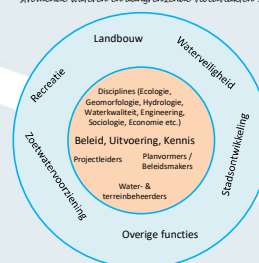 Landbouw
Waterveiligheid
Recreatie
Disciplines (Ecologie,
Geomorfologie, Hydrologie,
Waterkwaliteit, Engineering,
Sociologie, Economie etc.)
Beleid, Uitvoering, Kennis
Projectleiders
Planvormers /
Beleidsmakers
Water- &
terreinbeheerders
Zoetwatervoorziening
Stadsontwikkeling
Overige functies